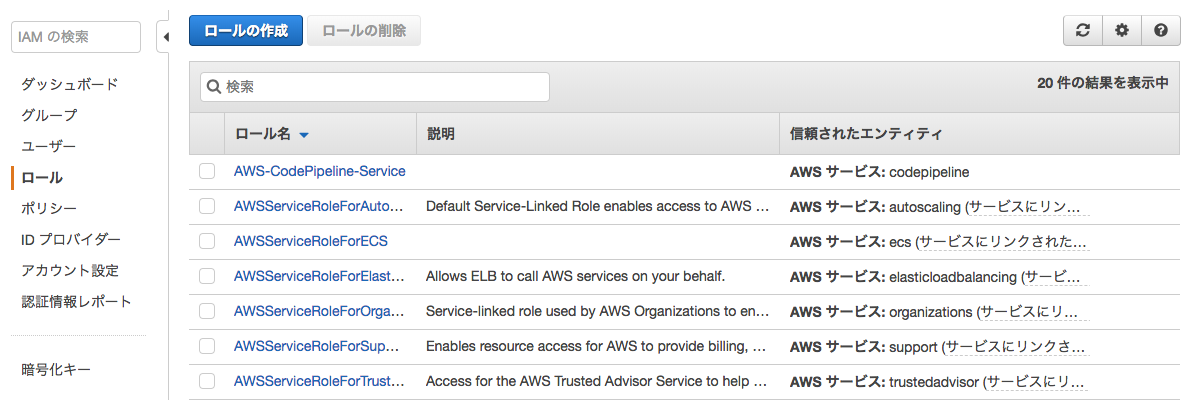 IAM の検索
ロールの作成 ロールの削除
ダッシュボード
グループ
ユーザー
ロール
ポリシー
ID プロバイダー
アカウント設定
認証情報レポート
暗号化キー
検索 20 件の結果を表示中
ロール名 説明 信頼されたエンティティ
AWS-CodePipeline-Service AWS サービス: codepipeline
AWSServiceRoleForAuto... Default Service-Linked Role enables access to AWS ... AWS サービス: autoscaling (サービスにリン...
AWSServiceRoleForECS AWS サービス: ecs (サービスにリンクされた...
AWSServiceRoleForElast... Allows ELB to call AWS services on your behalf. AWS サービス: elasticloadbalancing (サービ...
AWSServiceRoleForOrga... Service-linked role used by AWS Organizations to en... AWS サービス: organizations (サービスにリ...
AWSServiceRoleForSup... Enables resource access for AWS to provide billing, ... AWS サービス: support (サービスにリンクさ...
AWSServiceRoleForTrust... Access for the AWS Trusted Advisor Service to help ... AWS サービス: trustedadvisor (サービスにリ...